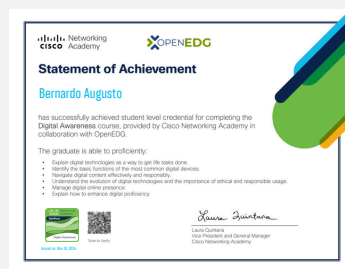 Networking
CISCO Academy
OPENEDG
Statement of Achievement
Bernardo Augusto
has successfully achieved student level credential for completing the
Digital Awareness course, provided by Cisco Networking Academy in
collaboration with OpenEDG.
The graduate is able to proficiently:
• Explain digital technologies as a way to get life tasks done.
• Identify the basic functions of the most common digital devices.
• Navigate digital content effectively and responsibly.
• Understand the evolution of digital technologies and the importance of ethical and responsible usage.
• Manage digital online presence.
• Explain how to enhance digital proficiency.
Digital Awareness
Scan to Verify
Laura Quintana
Laura Quintana
Vice President and General Manager
Cisco Networking Academy